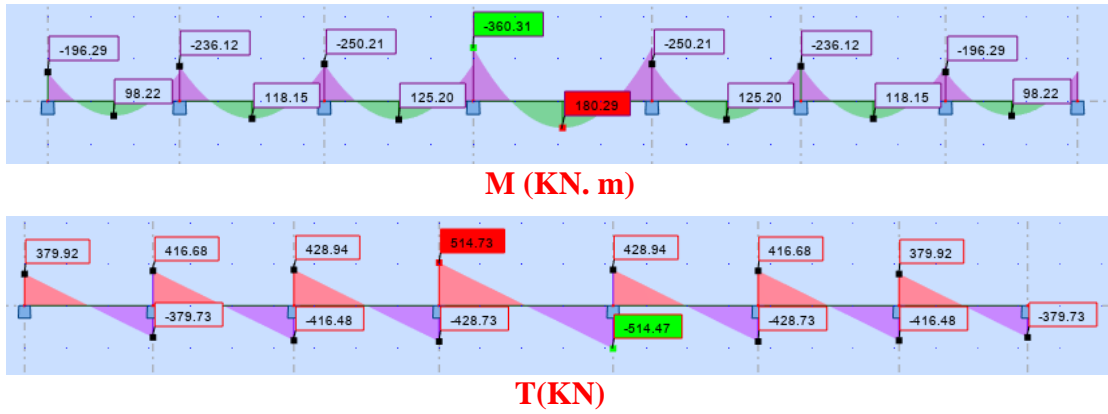 -360.31
-196.29 -236.12 -250.21 -250.21 -236.12 -196.29
98.22 118.15 125.20 180.29 125.20 118.15 98.22
M (KN. m)
379.92 416.68 428.94 514.73 428.94 416.68 379.92
-379.73 -416.48 -428.73 -514.47 -428.73 -416.48 -379.73
T(KN)